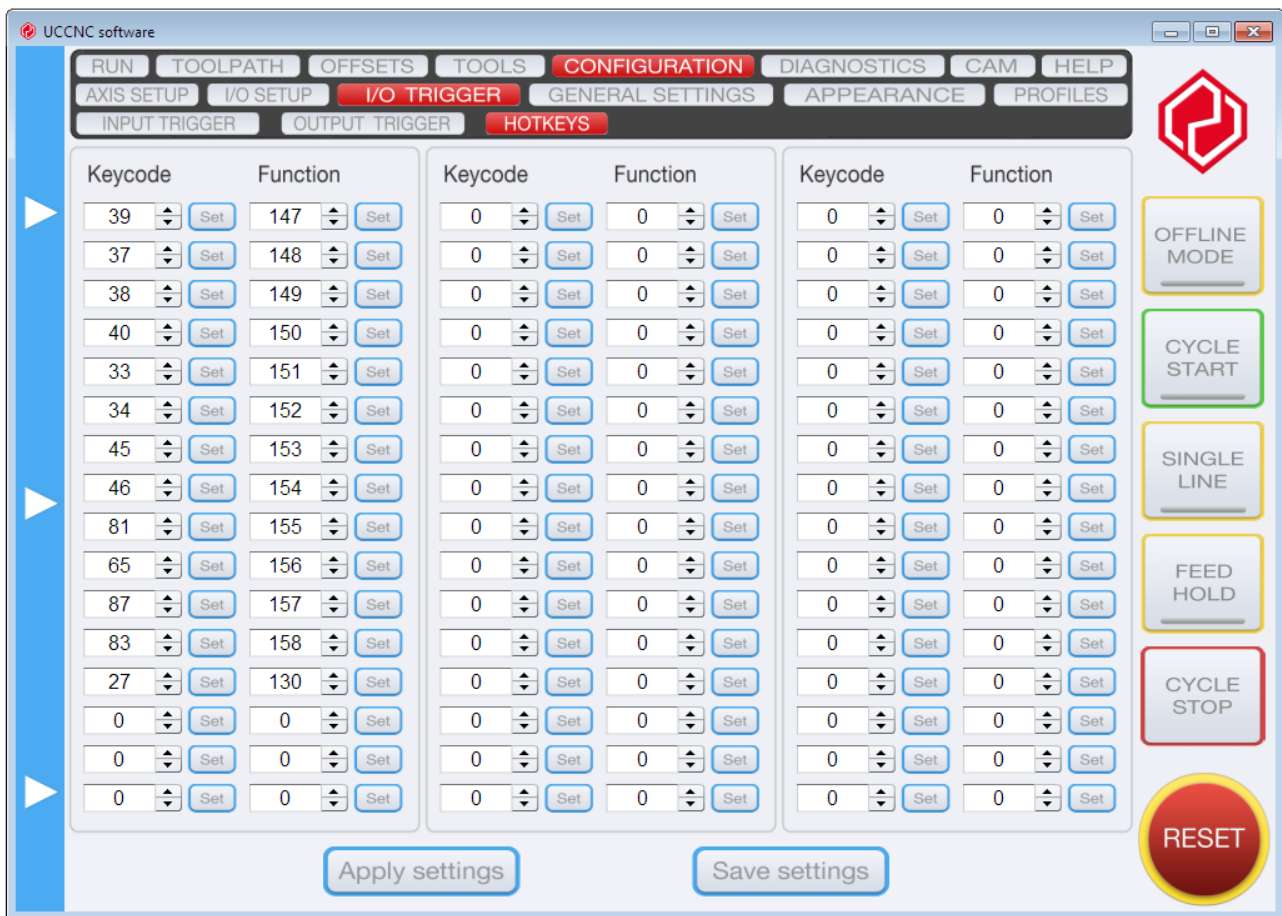 UCCNC software
RUN TOOLPATH OFFSETS TOOLS CONFIGURATION DIAGNOSTICS CAM HELP
AXIS SETUP I/O SETUP I/O TRIGGER GENERAL SETTINGS APPEARANCE PROFILES
INPUT TRIGGER OUTPUT TRIGGER HOTKEYS
Keycode Function Keycode Function Keycode Function
39 Set 147 Set 0 Set 0 Set 0 Set 0 Set
37 Set 148 Set 0 Set 0 Set 0 Set 0 Set
38 Set 149 Set 0 Set 0 Set 0 Set 0 Set
40 Set 150 Set 0 Set 0 Set 0 Set 0 Set
33 Set 151 Set 0 Set 0 Set 0 Set 0 Set
34 Set 152 Set 0 Set 0 Set 0 Set 0 Set
45 Set 153 Set 0 Set 0 Set 0 Set 0 Set
46 Set 154 Set 0 Set 0 Set 0 Set 0 Set
81 Set 155 Set 0 Set 0 Set 0 Set 0 Set
65 Set 156 Set 0 Set 0 Set 0 Set 0 Set
87 Set 157 Set 0 Set 0 Set 0 Set 0 Set
83 Set 158 Set 0 Set 0 Set 0 Set 0 Set
27 Set 130 Set 0 Set 0 Set 0 Set 0 Set
0 Set 0 Set 0 Set 0 Set 0 Set 0 Set
0 Set 0 Set 0 Set 0 Set 0 Set 0 Set
0 Set 0 Set 0 Set 0 Set 0 Set 0 Set
Apply settings Save settings
OFFLINE
MODE
CYCLE
START
SINGLE
LINE
FEED
HOLD
CYCLE
STOP
RESET